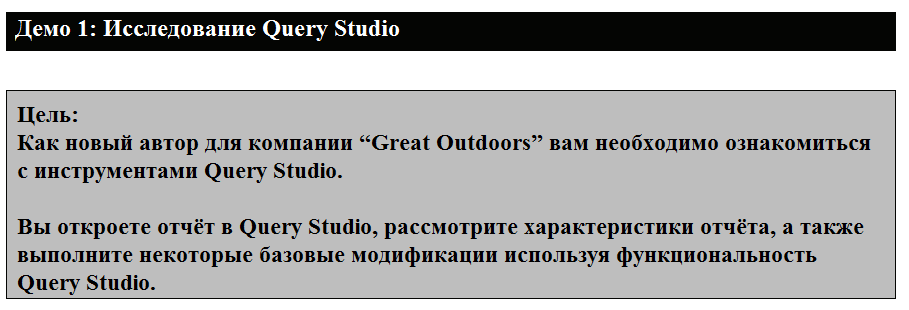 Демо 1: Исследование Query Studio
Цель:
Как новый автор для компании “Great Outdoors” вам необходимо ознакомиться
с инструментами Query Studio.
Вы откроете отчёт в Query Studio, рассмотрите характеристики отчёта, а также
выполните некоторые базовые модификации используя функциональность
Query Studio.